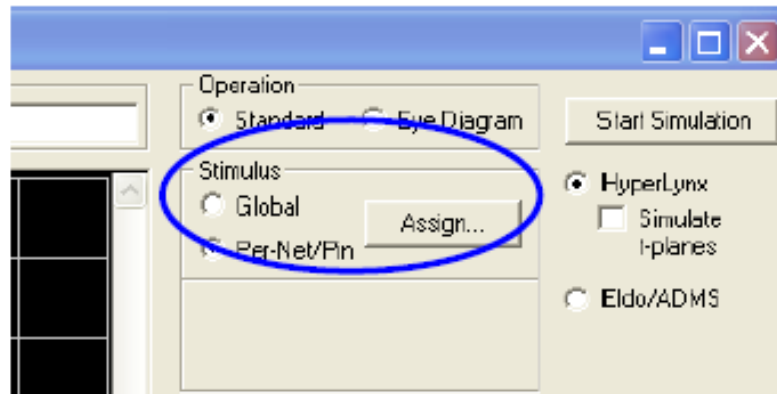 Operation
Standard Eye Diagram
Start Simulation
Stimulus
Global
Assign...
Per-Net/Pin
HyperLynx
Simulate
t-planes
Eldo/ADMS